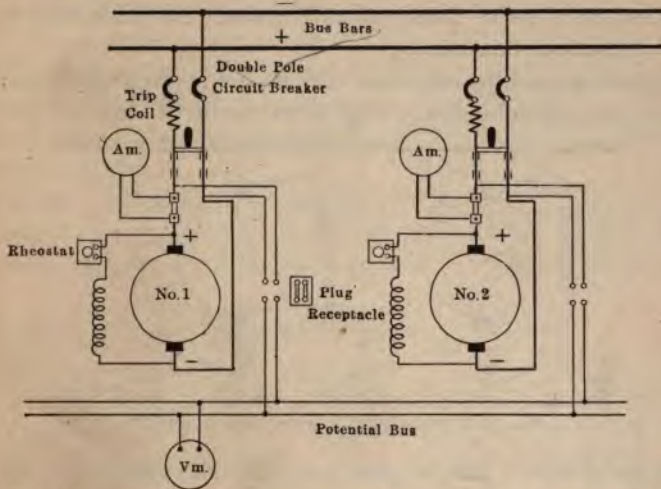 −
+ Bus Bars
Double Pole
Circuit Breaker
Trip
Coil
Am.
Am.
+
+
Rheostat
No. 1
No. 2
Plug
Receptacle
−
−
Potential Bus
Vm.